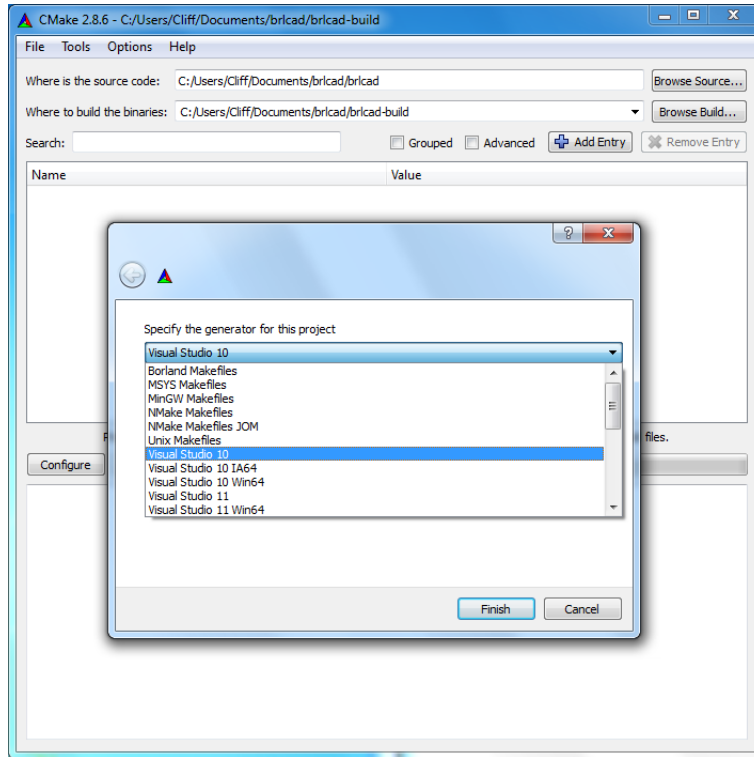 CMake 2.8.6 - C:/Users/Cliff/Documents/brlcad/brlcad-build
File Tools Options Help
Where is the source code: C:/Users/Cliff/Documents/brlcad/brlcad Browse Source...
Where to build the binaries: C:/Users/Cliff/Documents/brlcad/brlcad-build Browse Build...
Search: Grouped Advanced Add Entry Remove Entry
Name Value
Specify the generator for this project
Visual Studio 10
Borland Makefiles
MSYS Makefiles
MinGW Makefiles
NMake Makefiles
NMake Makefiles JOM
Unix Makefiles
Visual Studio 10
Visual Studio 10 IA64
Visual Studio 10 Win64
Visual Studio 11
Visual Studio 11 Win64
files.
Configure
Finish Cancel